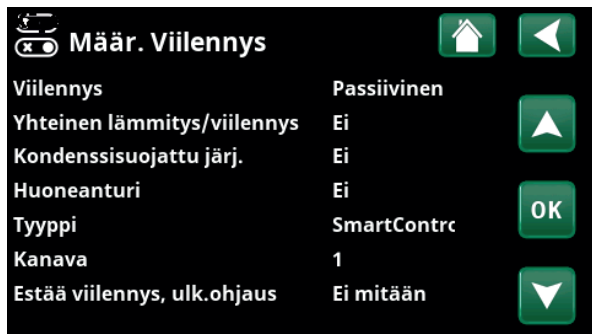 Määr. Viilennys
Viilennys Passiivinen
Yhteinen lämmitys/viilennys Ei
Kondenssisuojattu järj. Ei
Huoneanturi Ei
OK
Tyyppi SmartContro
Kanava 1
Estää viilennys, ulk.ohjaus Ei mitään